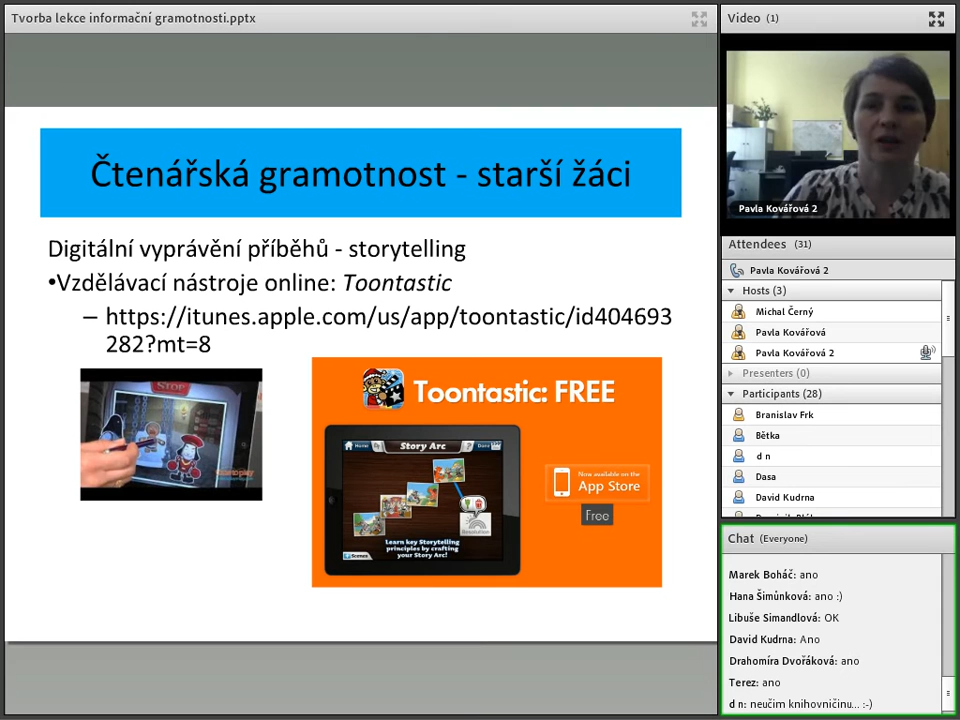 Tvorba lekce informační gramotnosti.pptx
Čtenářská gramotnost - starší žáci
Digitální vyprávění příběhů - storytelling
•Vzdělávací nástroje online: Toontastic
– https://itunes.apple.com/us/app/toontastic/id404693
282?mt=8
STOP
Toontastic: FREE
Home
Story Arc
Done
Resolution
Learn key Storytelling
principles by crafting
your Story Arc!
Scenes
Now available on the
App Store
Free
Video (1)
Pavla Kovářová 2
Attendees (31)
Pavla Kovářová 2
Hosts (3)
Michal Černý
Pavla Kovářová
Pavla Kovářová 2
Presenters (0)
Participants (28)
Branislav Frk
Bětka
d n
Dasa
David Kudrna
Chat (Everyone)
Marek Boháč: ano
Hana Šimůnková: ano :)
Libuše Simandlová: OK
David Kudrna: Ano
Drahomíra Dvořáková: ano
Terez: ano
d n: neučim knihovničinu... :-)